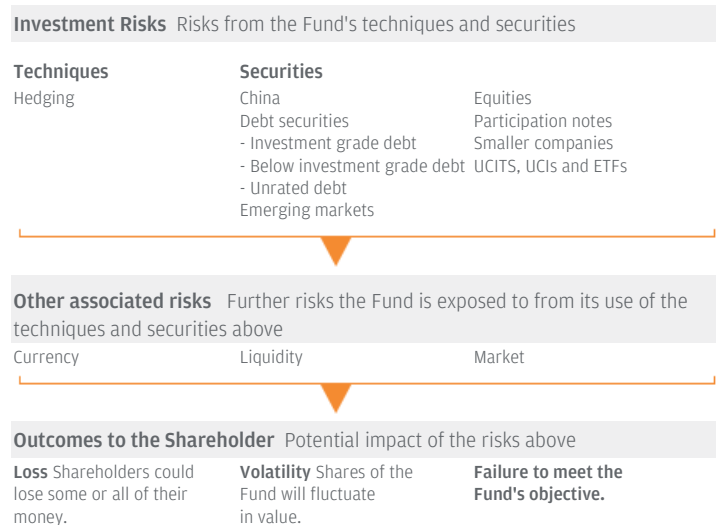 Investment Risks Risks from the Fund's techniques and securities
Techniques
Hedging
Securities
China
Debt securities
- Investment grade debt
- Below investment grade debt
- Unrated debt
Emerging markets
Equities
Participation notes
Smaller companies
UCITS, UCIs and ETFs
Other associated risks Further risks the Fund is exposed to from its use of the
techniques and securities above
Currency
Liquidity
Market
Outcomes to the Shareholder Potential impact of the risks above
Loss Shareholders could
lose some or all of their
money.
Volatility Shares of the
Fund will fluctuate
in value.
Failure to meet the
Fund's objective.